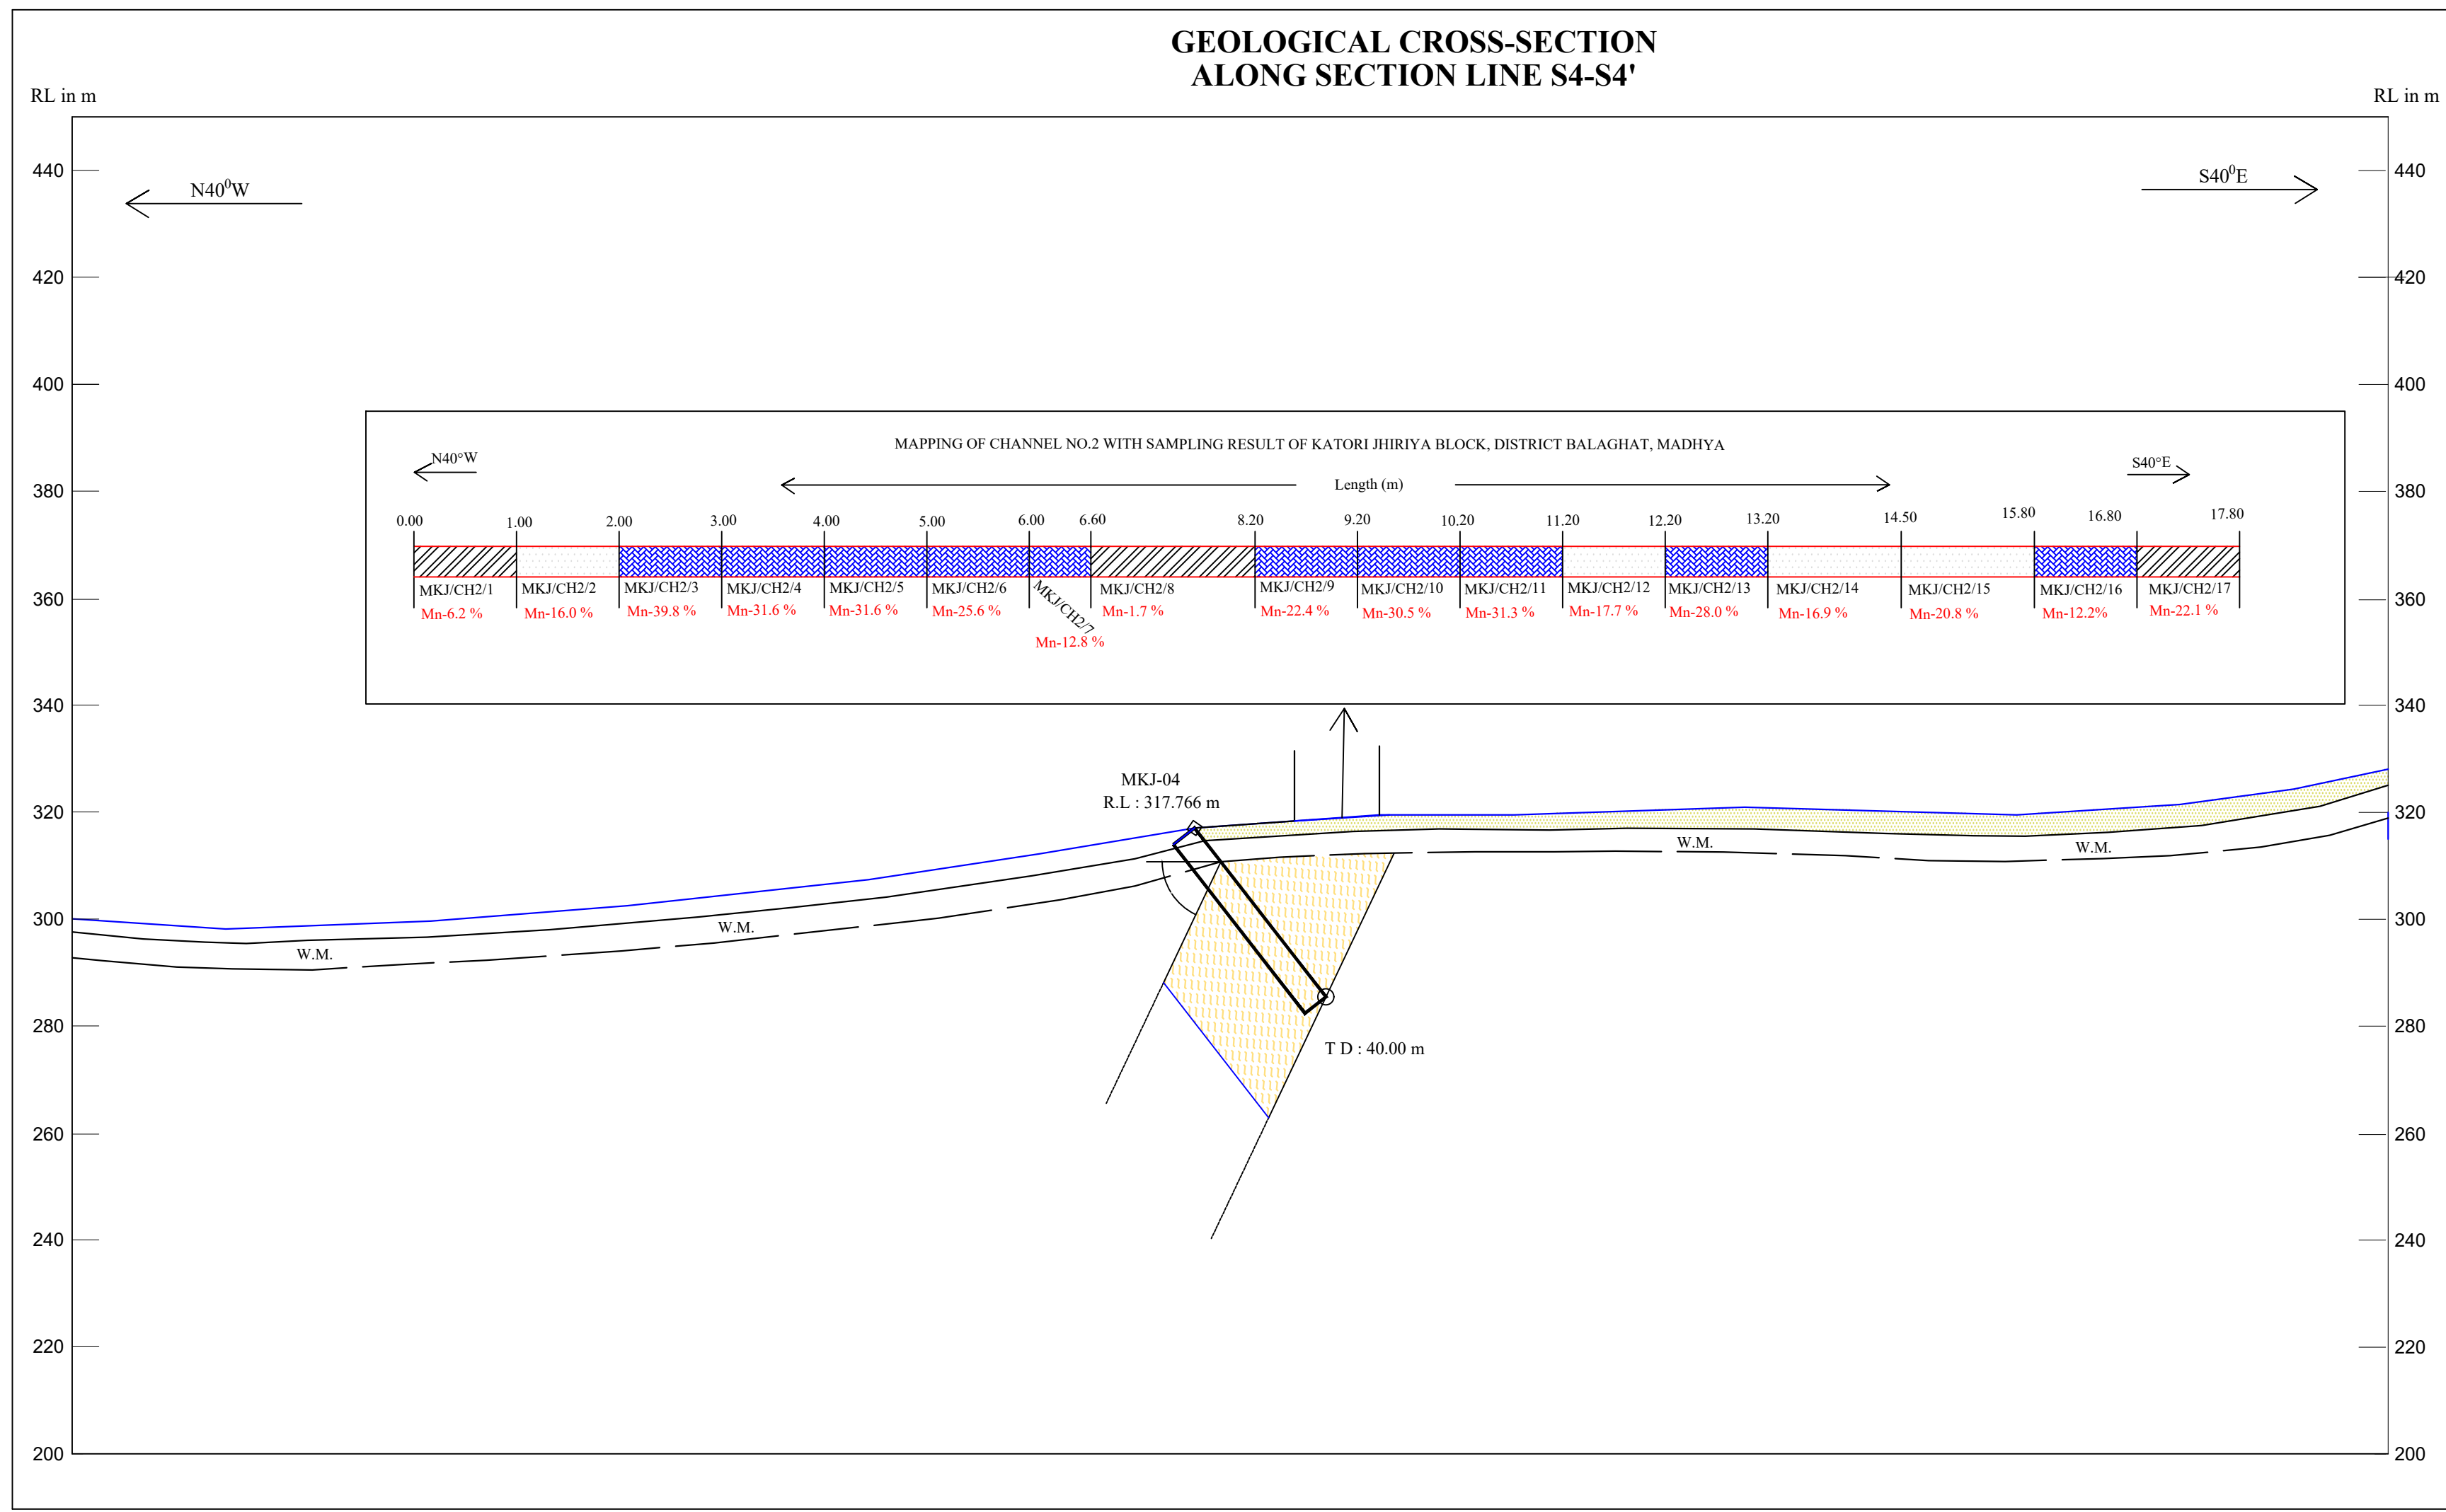 GEOLOGICAL CROSS-SECTION
ALONG SECTION LINE S4-S4'
RL in m RL in m
440 440
N40⁰W S40⁰E
420 420
400 400
MAPPING OF CHANNEL NO.2 WITH SAMPLING RESULT OF KATORI JHIRIYA BLOCK, DISTRICT BALAGHAT, MADHYA
N40°W S40°E
Length (m)
380 380
0.00 1.00 2.00 3.00 4.00 5.00 6.00 6.60 8.20 9.20 10.20 11.20 12.20 13.20 14.50 15.80 16.80 17.80
MKJ/CH2/1 MKJ/CH2/2 MKJ/CH2/3 MKJ/CH2/4 MKJ/CH2/5 MKJ/CH2/6 MKJ/CH2/7 MKJ/CH2/8 MKJ/CH2/9 MKJ/CH2/10 MKJ/CH2/11 MKJ/CH2/12 MKJ/CH2/13 MKJ/CH2/14 MKJ/CH2/15 MKJ/CH2/16 MKJ/CH2/17
360 360
Mn-6.2 % Mn-16.0 % Mn-39.8 % Mn-31.6 % Mn-31.6 % Mn-25.6 % Mn-12.8 % Mn-1.7 % Mn-22.4 % Mn-30.5 % Mn-31.3 % Mn-17.7 % Mn-28.0 % Mn-16.9 % Mn-20.8 % Mn-12.2% Mn-22.1 %
340 340
MKJ-04
R.L : 317.766 m
320 320
W.M. W.M.
300 300
W.M.
W.M.
280 280
T D : 40.00 m
260 260
240 240
220 220
200 200